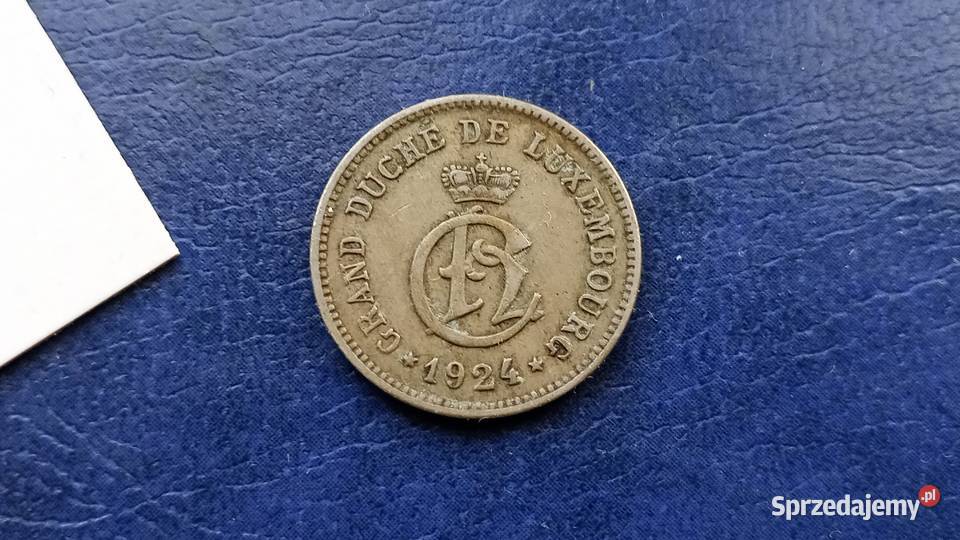 GRAND DUCHÉ DE LUXEMBOURG
★ 1924 ★
Sprzedajemy.pl